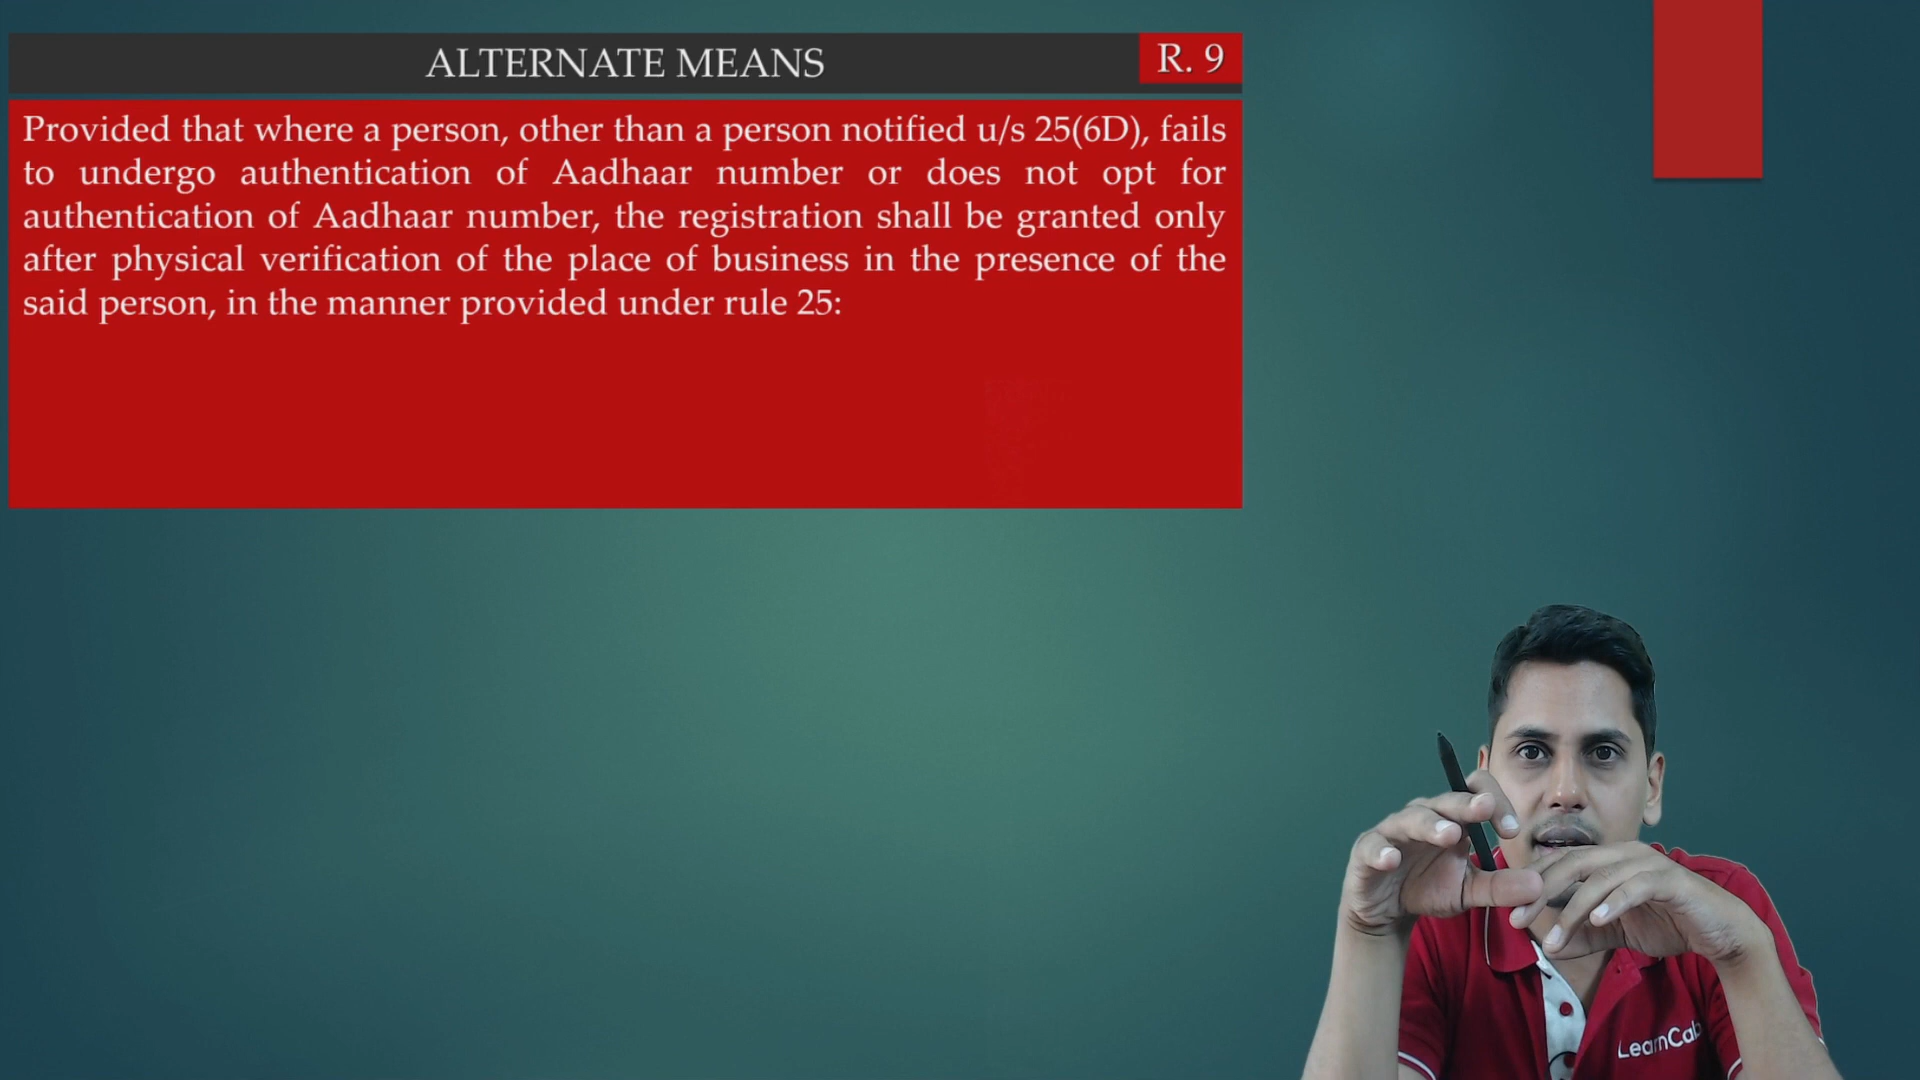 ALTERNATE MEANS
R. 9
Provided that where a person, other than a person notified u/s 25(6D), fails
to undergo authentication of Aadhaar number or does not opt for
authentication of Aadhaar number, the registration shall be granted only
after physical verification of the place of business in the presence of the
said person, in the manner provided under rule 25:
LearnCab